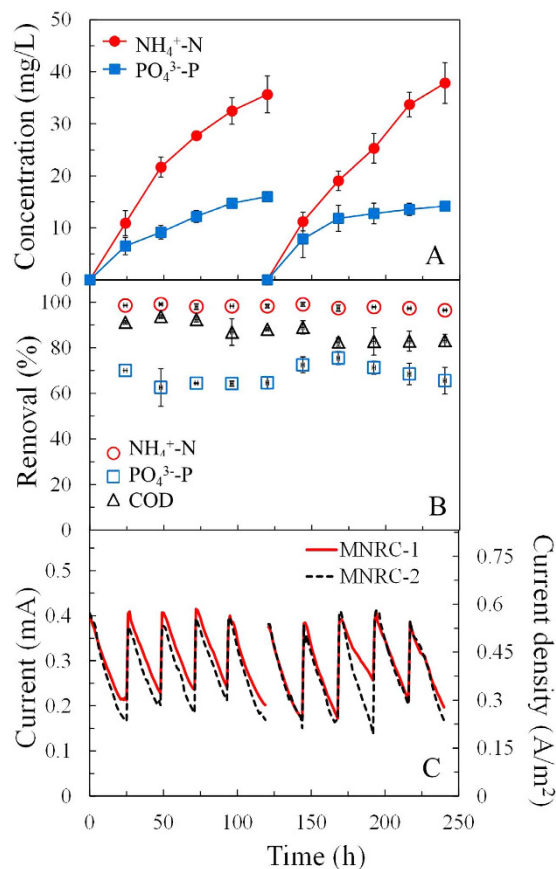 50
40
30
20
10
0
Concentration (mg/L)
NH₄⁺-N
PO₄³⁻-P
A
100
80
60
40
20
0
Removal (%)
NH₄⁺-N
PO₄³⁻-P
COD
B
0.5
0.4
0.3
0.2
0.1
0
Current (mA)
MNRC-1
MNRC-2
C
0.75
0.6
0.45
0.3
0.15
0
Current density (A/m²)
0 50 100 150 200 250
Time (h)